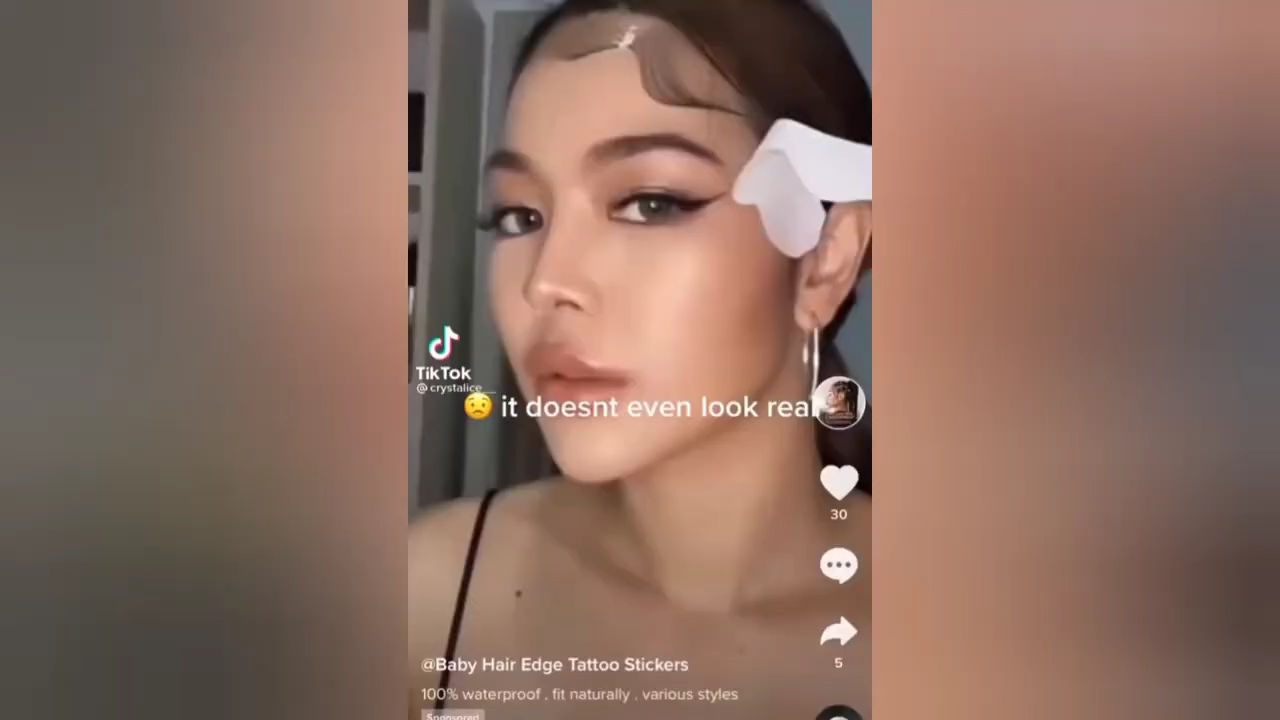 TikTok
@crystalice__
😟 it doesnt even look real
30
5
@Baby Hair Edge Tattoo Stickers
100% waterproof . fit naturally . various styles
Sponsored